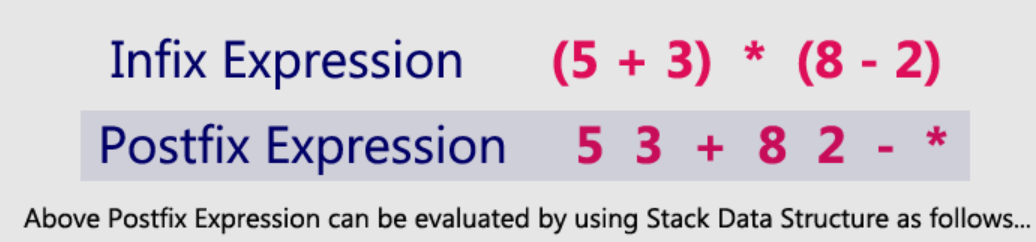 Infix Expression (5 + 3) * (8 - 2)
Postfix Expression 5 3 + 8 2 - *
Above Postfix Expression can be evaluated by using Stack Data Structure as follows...